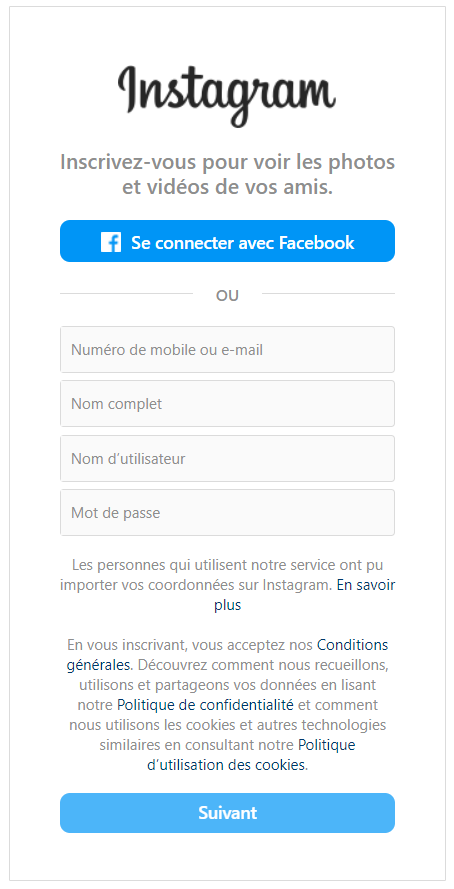 Instagram
Inscrivez-vous pour voir les photos
et vidéos de vos amis.
Se connecter avec Facebook
OU
Numéro de mobile ou e-mail
Nom complet
Nom d’utilisateur
Mot de passe
Les personnes qui utilisent notre service ont pu
importer vos coordonnées sur Instagram. En savoir
plus
En vous inscrivant, vous acceptez nos Conditions
générales. Découvrez comment nous recueillons,
utilisons et partageons vos données en lisant
notre Politique de confidentialité et comment
nous utilisons les cookies et autres technologies
similaires en consultant notre Politique
d’utilisation des cookies.
Suivant